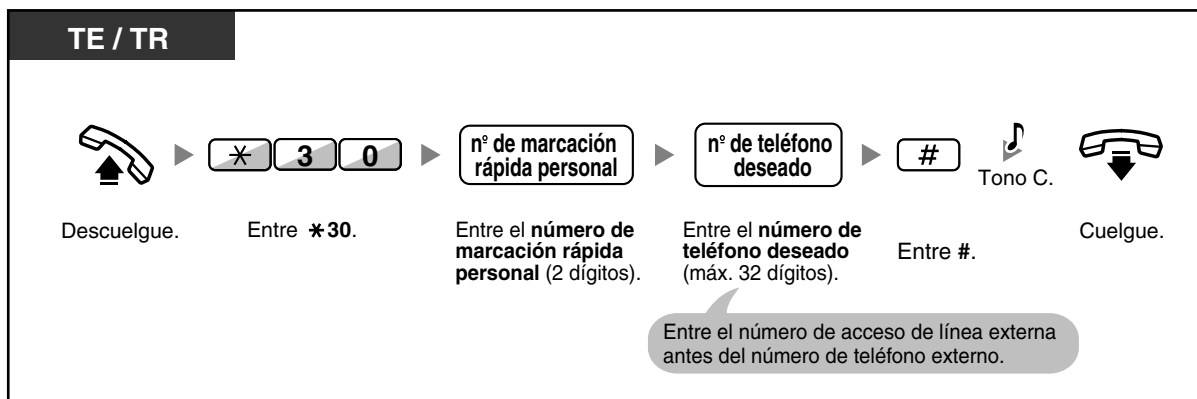 TE / TR
✳ 3 0
nº de marcación
rápida personal
nº de teléfono
deseado
#
Tono C.
Descuelgue.
Entre ✳30.
Entre el número de
marcación rápida
personal (2 dígitos).
Entre el número de
teléfono deseado
(máx. 32 dígitos).
Entre #.
Cuelgue.
Entre el número de acceso de línea externa
antes del número de teléfono externo.